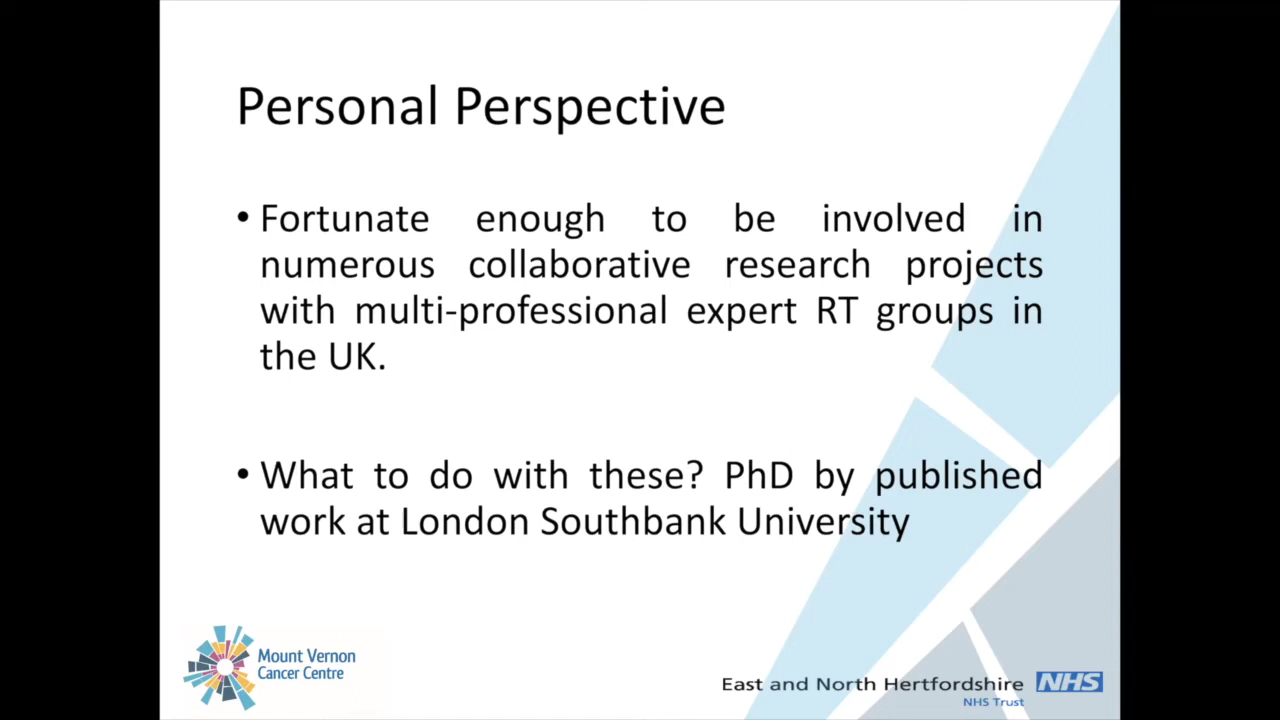 Personal Perspective
• Fortunate enough to be involved in
numerous collaborative research projects
with multi-professional expert RT groups in
the UK.
• What to do with these? PhD by published
work at London Southbank University
Mount Vernon
Cancer Centre
East and North Hertfordshire NHS
NHS Trust